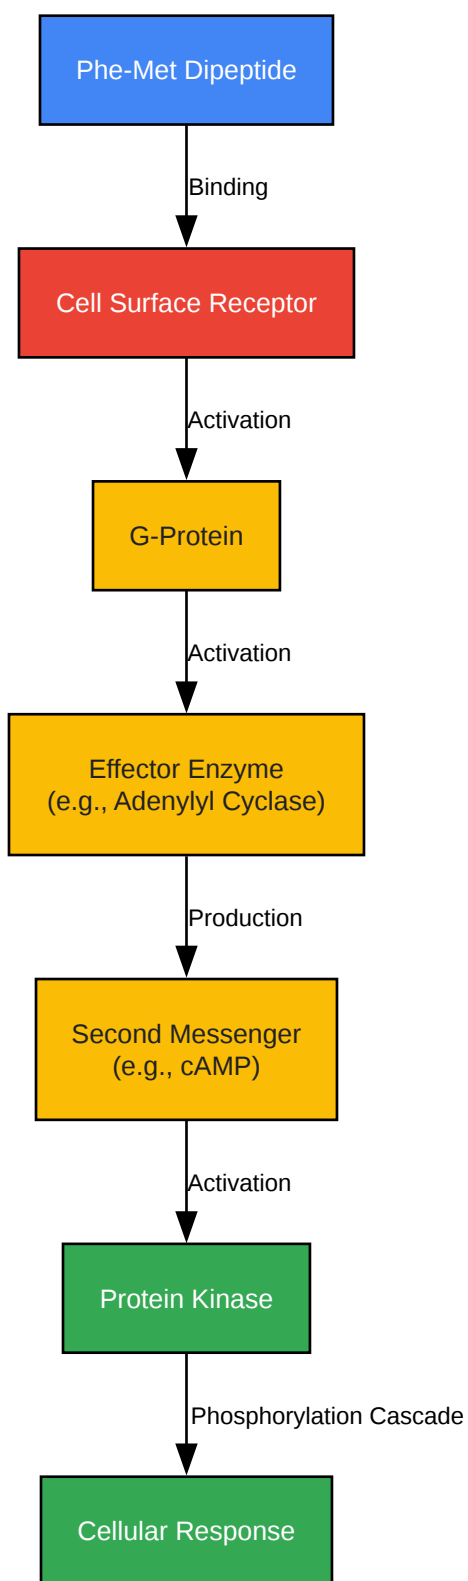 Phe-Met Dipeptide
Binding
Cell Surface Receptor
Activation
G-Protein
Activation
Effector Enzyme
(e.g., Adenylyl Cyclase)
Production
Second Messenger
(e.g., cAMP)
Activation
Protein Kinase
Phosphorylation Cascade
Cellular Response